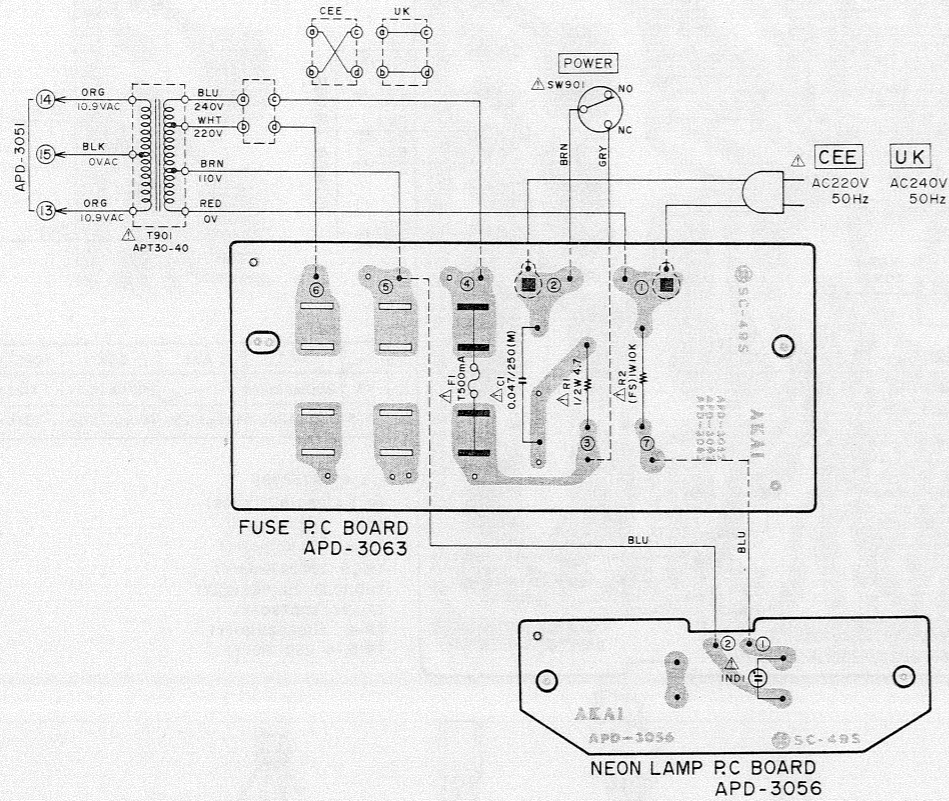 CEE
UK
a
c
b
d
a
c
b
d
POWER
⚠ SW901
NO
NC
BRN
GRY
APD-3051
14
ORG
10.9VAC
15
BLK
0VAC
13
ORG
10.9VAC
BLU
240V
WHT
220V
BRN
110V
RED
0V
a
c
b
d
⚠ T901
APT30-40
⚠ CEE
UK
AC220V
50Hz
AC240V
50Hz
6
5
4
2
1
⚠ F1
T500mA
⚠ C1
0.047/250(M)
⚠ R1
1/2W 4.7
⚠ R2
(FS)1W10K
3
7
SC-49S
AKAI
FUSE P.C BOARD
APD-3063
BLU
BLU
2
1
⚠
IND1
AKAI
APD-3056
SC-49S
NEON LAMP P.C BOARD
APD-3056